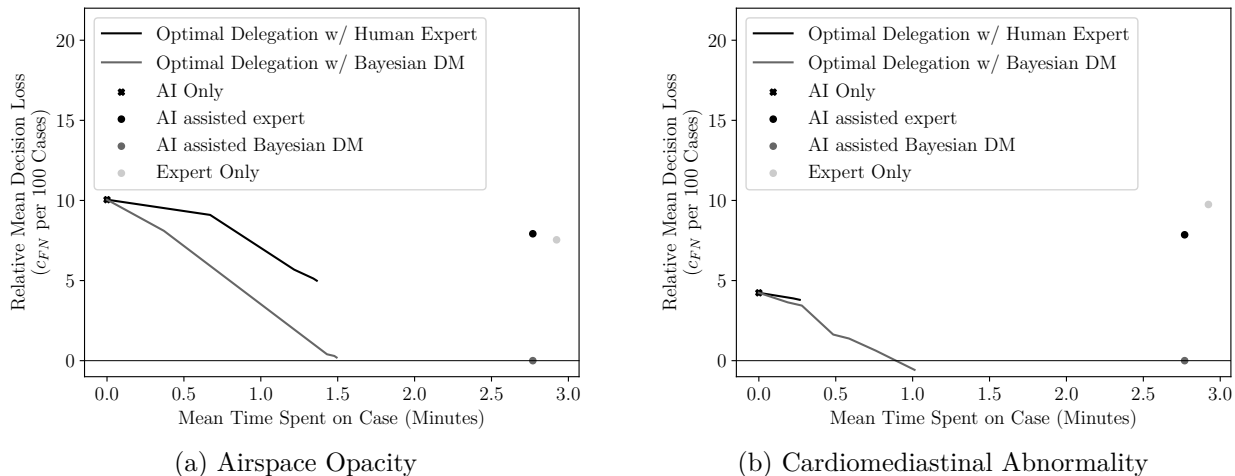 Relative Mean Decision Loss
(c_{FN} per 100 Cases)
20
15
10
5
0
Optimal Delegation w/ Human Expert
Optimal Delegation w/ Bayesian DM
AI Only
AI assisted expert
AI assisted Bayesian DM
Expert Only
0.0 0.5 1.0 1.5 2.0 2.5 3.0
Mean Time Spent on Case (Minutes)
(a) Airspace Opacity
Relative Mean Decision Loss
(c_{FN} per 100 Cases)
20
15
10
5
0
Optimal Delegation w/ Human Expert
Optimal Delegation w/ Bayesian DM
AI Only
AI assisted expert
AI assisted Bayesian DM
Expert Only
0.0 0.5 1.0 1.5 2.0 2.5 3.0
Mean Time Spent on Case (Minutes)
(b) Cardiomediastinal Abnormality